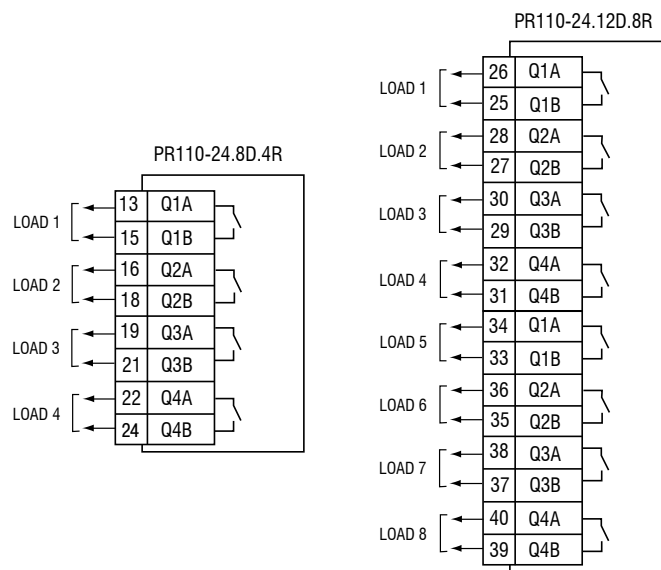 PR110-24.8D.4R
LOAD 1
13 Q1A
15 Q1B
LOAD 2
16 Q2A
18 Q2B
LOAD 3
19 Q3A
21 Q3B
LOAD 4
22 Q4A
24 Q4B
PR110-24.12D.8R
LOAD 1
26 Q1A
25 Q1B
LOAD 2
28 Q2A
27 Q2B
LOAD 3
30 Q3A
29 Q3B
LOAD 4
32 Q4A
31 Q4B
LOAD 5
34 Q1A
33 Q1B
LOAD 6
36 Q2A
35 Q2B
LOAD 7
38 Q3A
37 Q3B
LOAD 8
40 Q4A
39 Q4B